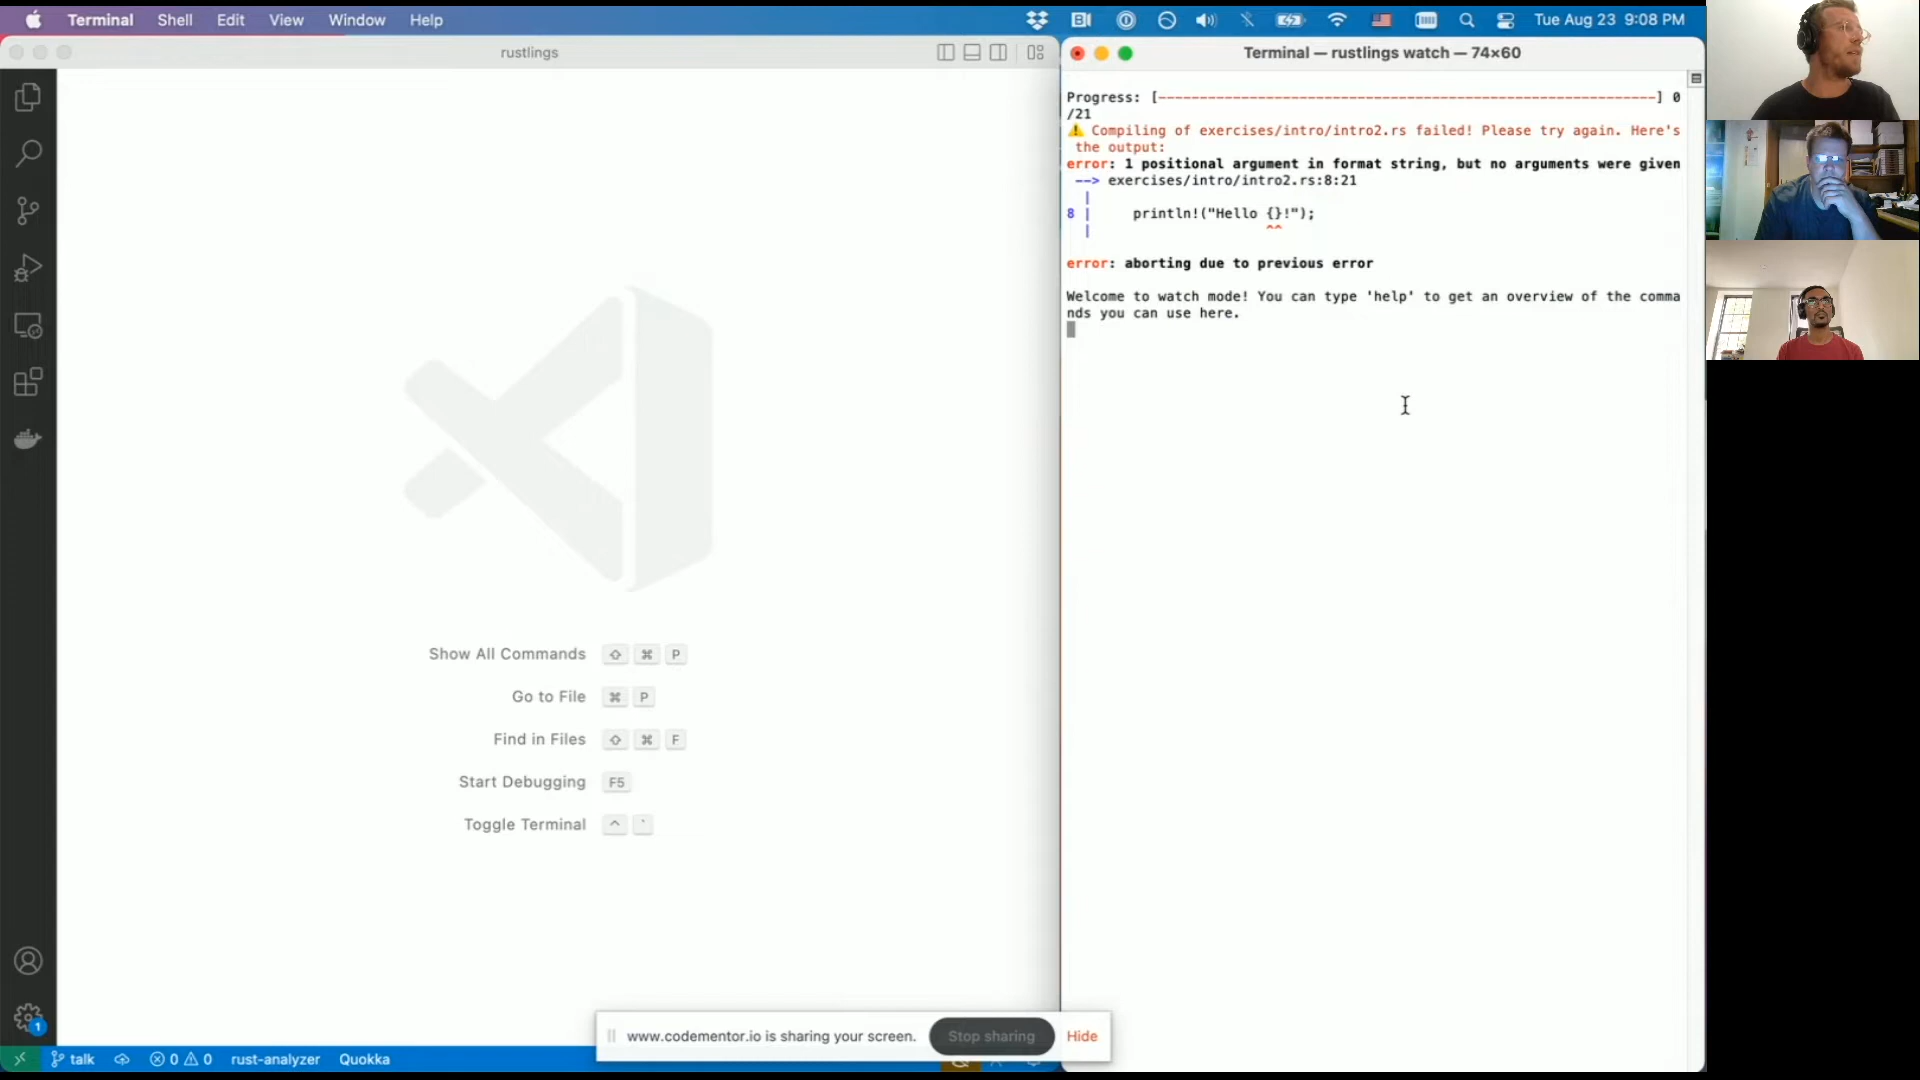 Terminal Shell Edit View Window Help
Tue Aug 23 9:08 PM
rustlings
Show All Commands ⇧ ⌘ P
Go to File ⌘ P
Find in Files ⇧ ⌘ F
Start Debugging F5
Toggle Terminal ^ `
1
talk 0 0 rust-analyzer Quokka
www.codementor.io is sharing your screen. Stop sharing Hide
Terminal — rustlings watch — 74×60
Progress: [------------------------------------------------------------] 0
/21
⚠️ Compiling of exercises/intro/intro2.rs failed! Please try again. Here's
the output:
error: 1 positional argument in format string, but no arguments were given
--> exercises/intro/intro2.rs:8:21
|
8 | println!("Hello {}!");
| ^^
error: aborting due to previous error
Welcome to watch mode! You can type 'help' to get an overview of the comma
nds you can use here.